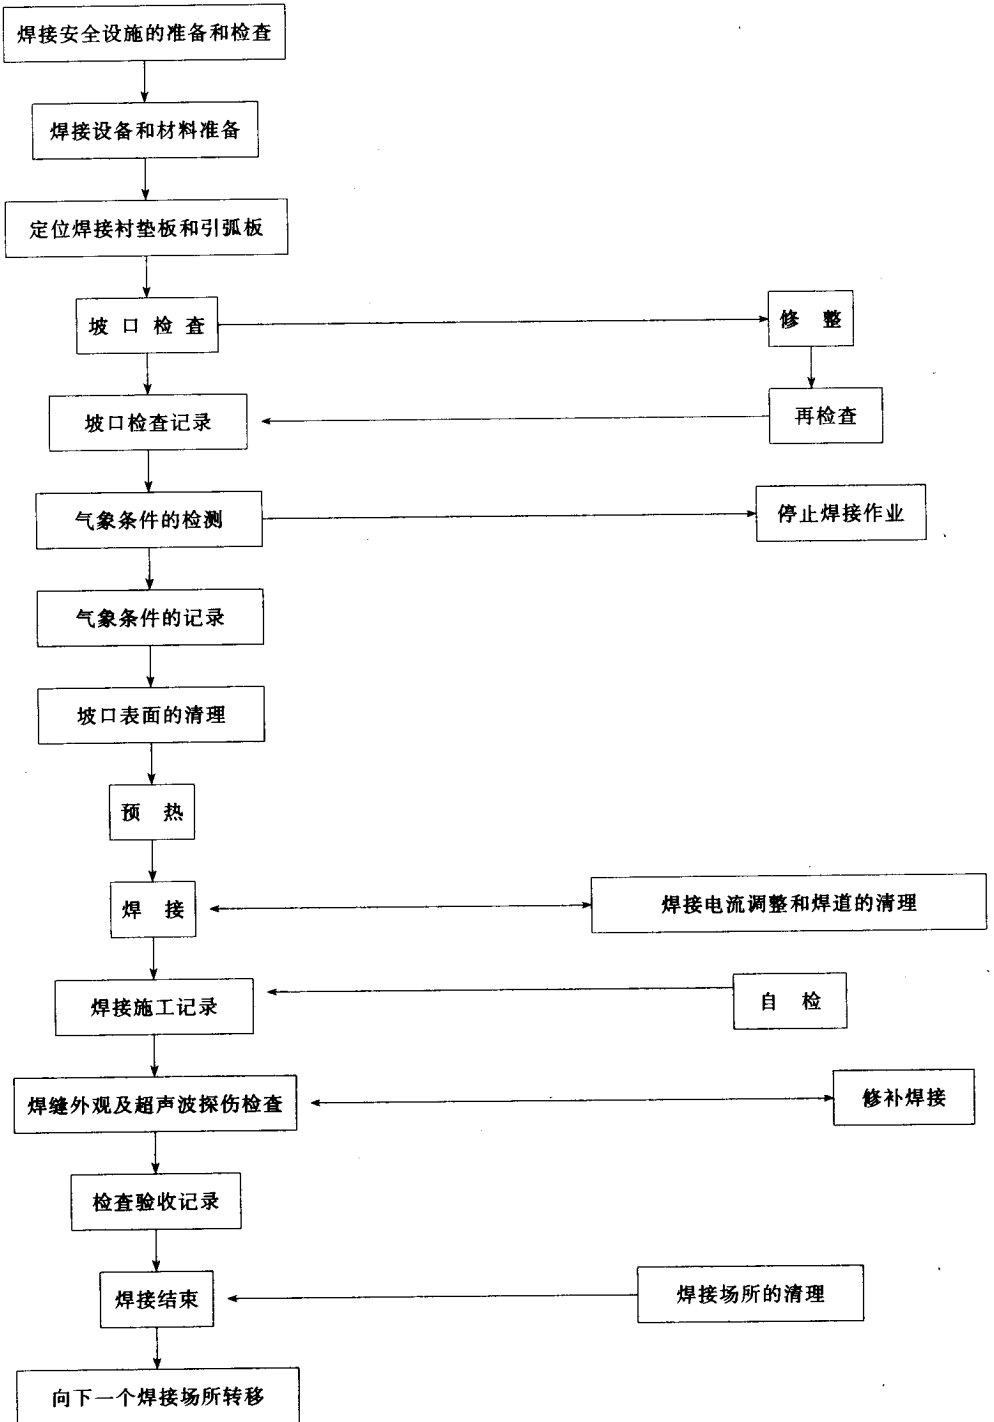 焊接安全设施的准备和检查
焊接设备和材料准备
定位焊接衬垫板和引弧板
坡口检查
修整
坡口检查记录
再检查
气象条件的检测
停止焊接作业
气象条件的记录
坡口表面的清理
预热
焊接
焊接电流调整和焊道的清理
焊接施工记录
自检
焊缝外观及超声波探伤检查
修补焊接
检查验收记录
焊接结束
焊接场所的清理
向下一个焊接场所转移